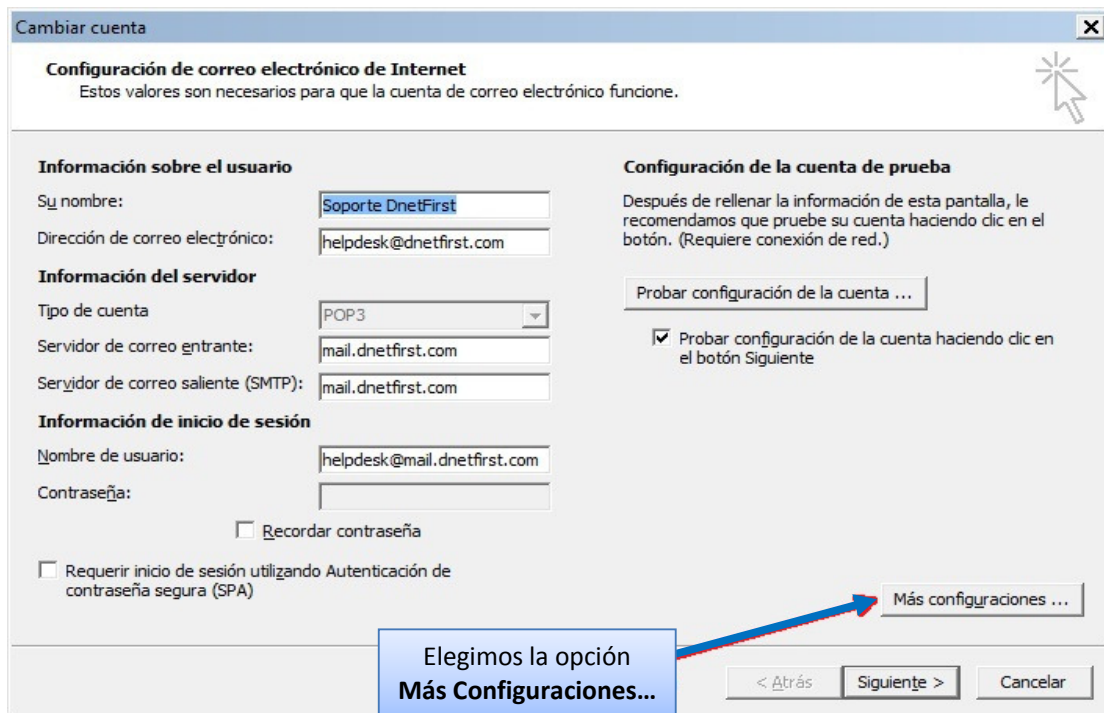 Cambiar cuenta
Configuración de correo electrónico de Internet
Estos valores son necesarios para que la cuenta de correo electrónico funcione.
Información sobre el usuario
Su nombre:
Soporte DnetFirst
Dirección de correo electrónico:
helpdesk@dnetfirst.com
Información del servidor
Tipo de cuenta
POP3
Servidor de correo entrante:
mail.dnetfirst.com
Servidor de correo saliente (SMTP):
mail.dnetfirst.com
Información de inicio de sesión
Nombre de usuario:
helpdesk@mail.dnetfirst.com
Contraseña:
Recordar contraseña
Requerir inicio de sesión utilizando Autenticación de
contraseña segura (SPA)
Configuración de la cuenta de prueba
Después de rellenar la información de esta pantalla, le
recomendamos que pruebe su cuenta haciendo clic en el
botón. (Requiere conexión de red.)
Probar configuración de la cuenta ...
Probar configuración de la cuenta haciendo clic en
el botón Siguiente
Más configuraciones ...
Elegimos la opción
Más Configuraciones...
< Atrás
Siguiente >
Cancelar